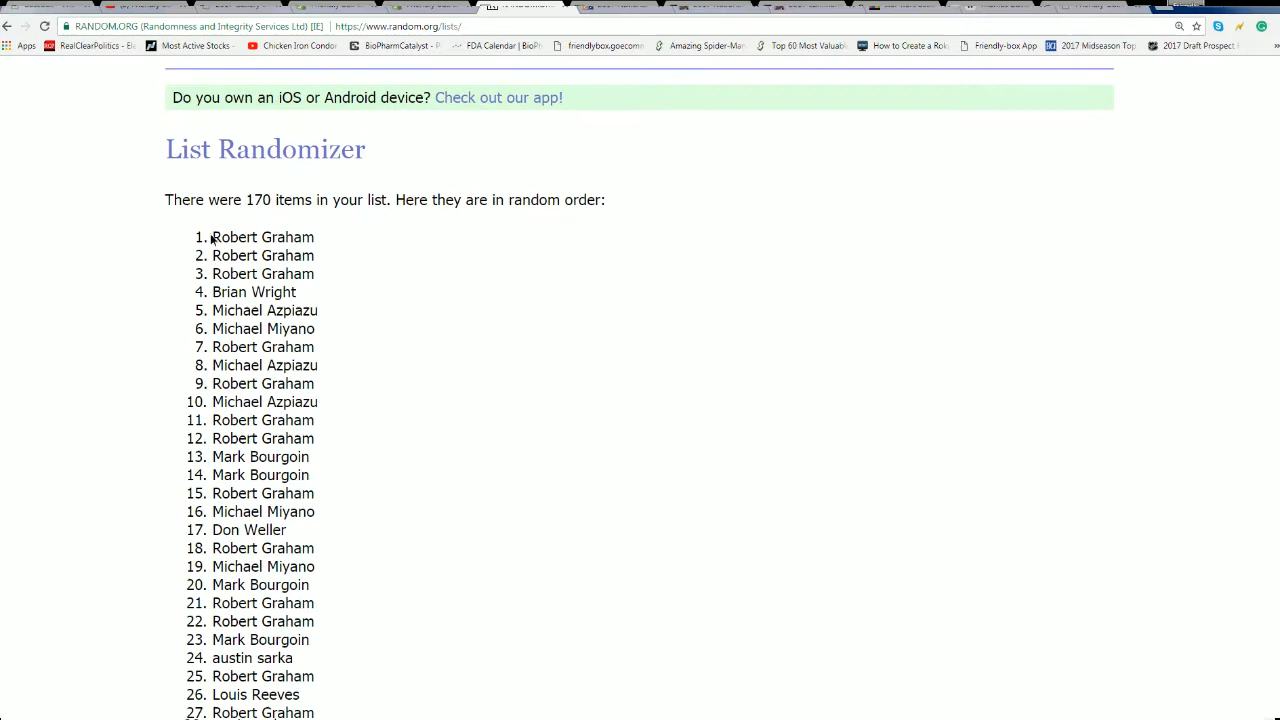 RANDOM.ORG (Randomness and Integrity Services Ltd) [IE] https://www.random.org/lists/
Apps RealClearPolitics - Ele Most Active Stocks - Chicken Iron Condor BioPharmCatalyst - P FDA Calendar | BioPh friendlybox.goecomm Amazing Spider-Man Top 60 Most Valuabl How to Create a Rok Friendly-box App 2017 Midseason Top 2017 Draft Prospect
Do you own an iOS or Android device? Check out our app!
List Randomizer
There were 170 items in your list. Here they are in random order:
1. Robert Graham
2. Robert Graham
3. Robert Graham
4. Brian Wright
5. Michael Azpiazu
6. Michael Miyano
7. Robert Graham
8. Michael Azpiazu
9. Robert Graham
10. Michael Azpiazu
11. Robert Graham
12. Robert Graham
13. Mark Bourgoin
14. Mark Bourgoin
15. Robert Graham
16. Michael Miyano
17. Don Weller
18. Robert Graham
19. Michael Miyano
20. Mark Bourgoin
21. Robert Graham
22. Robert Graham
23. Mark Bourgoin
24. austin sarka
25. Robert Graham
26. Louis Reeves
27. Robert Graham